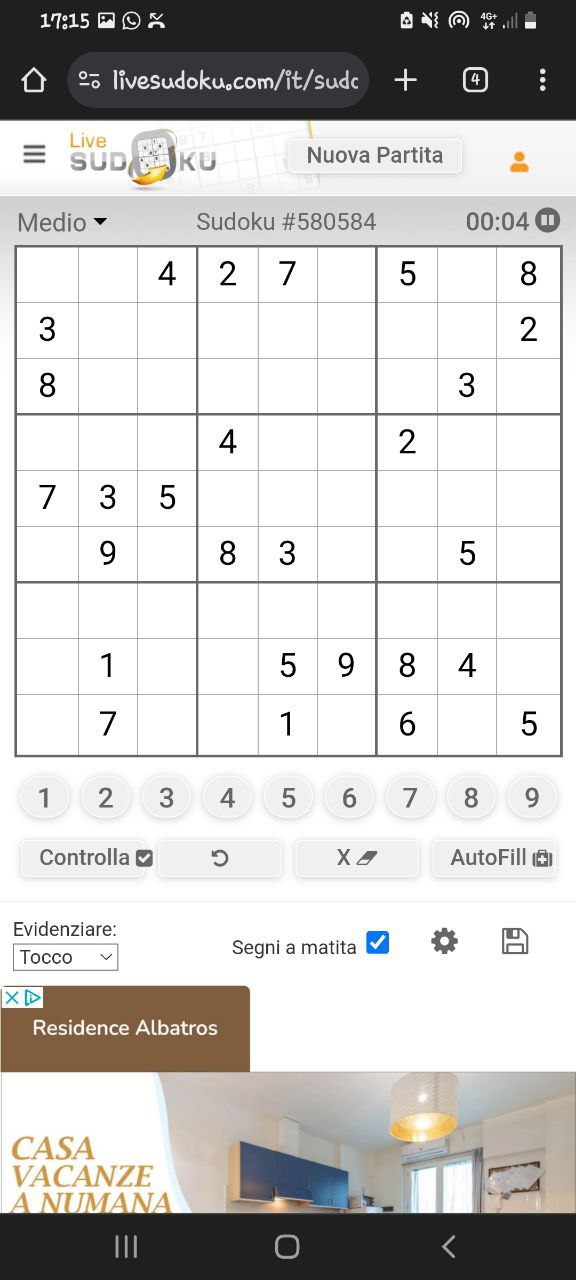 17:15 4G+
livesudoku.com/it/sudo 4
Live
SUDOKU Nuova Partita
Medio Sudoku #580584 00:04
4 2 7 5 8
3 2
8 3
4 2
7 3 5
9 8 3 5
1 5 9 8 4
7 1 6 5
1 2 3 4 5 6 7 8 9
Controlla X AutoFill
Evidenziare:
Tocco Segni a matita
Residence Albatros
CASA
VACANZE
A NUMANA